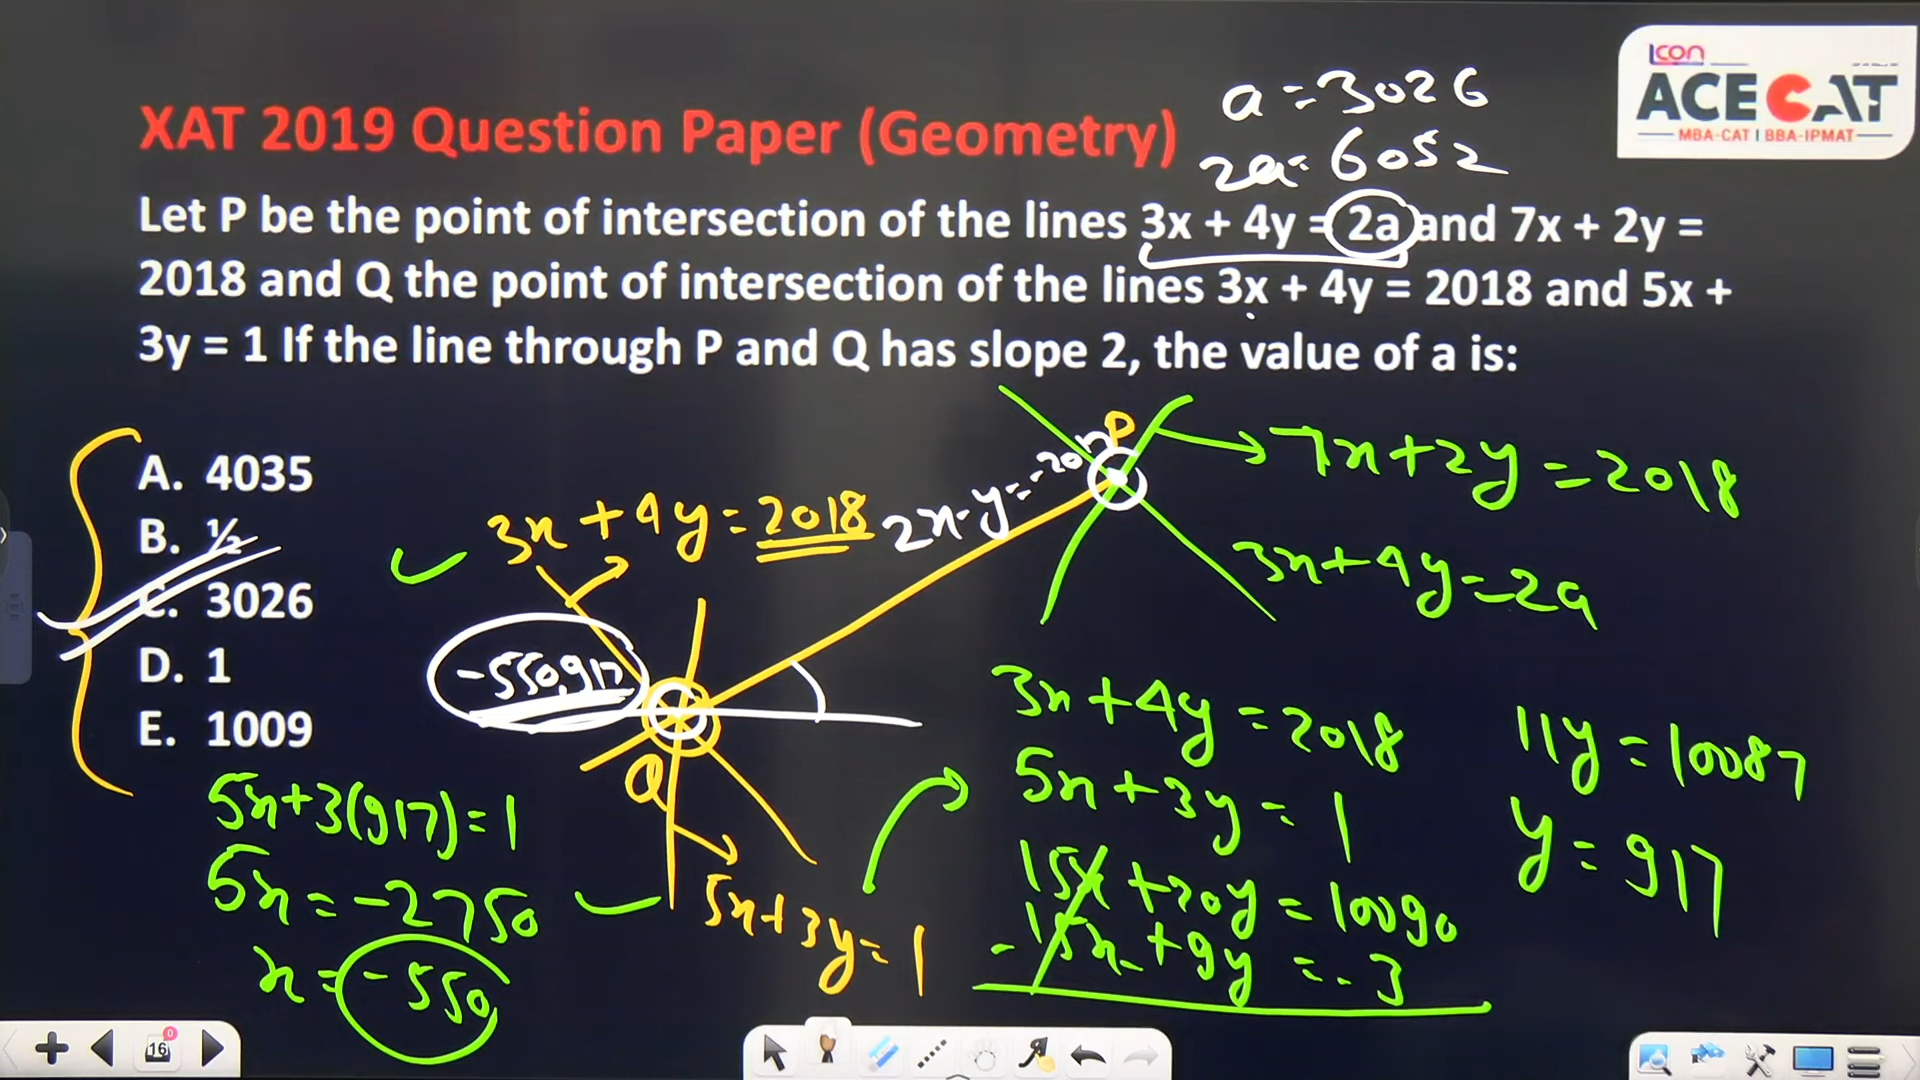 Icon
ACE CAT
MBA-CAT | BBA-IPMAT
XAT 2019 Question Paper (Geometry)
a = 3026
2a = 6052
Let P be the point of intersection of the lines 3x + 4y = 2a and 7x + 2y =
2018 and Q the point of intersection of the lines 3x + 4y = 2018 and 5x +
3y = 1 If the line through P and Q has slope 2, the value of a is:
A. 4035
B. ½
C. 3026
D. 1
E. 1009
3x + 4y = 2018
2x-y = -2017
P
7x+2y = 2018
3x+4y = 2a
-550,917
Q
5x+3y = 1
5x+3(917) = 1
5x = -2750
x = -550
3x + 4y = 2018
5x + 3y = 1
15x + 20y = 10090
- 15x + 9y = - 3
11y = 10087
y = 917
16
0